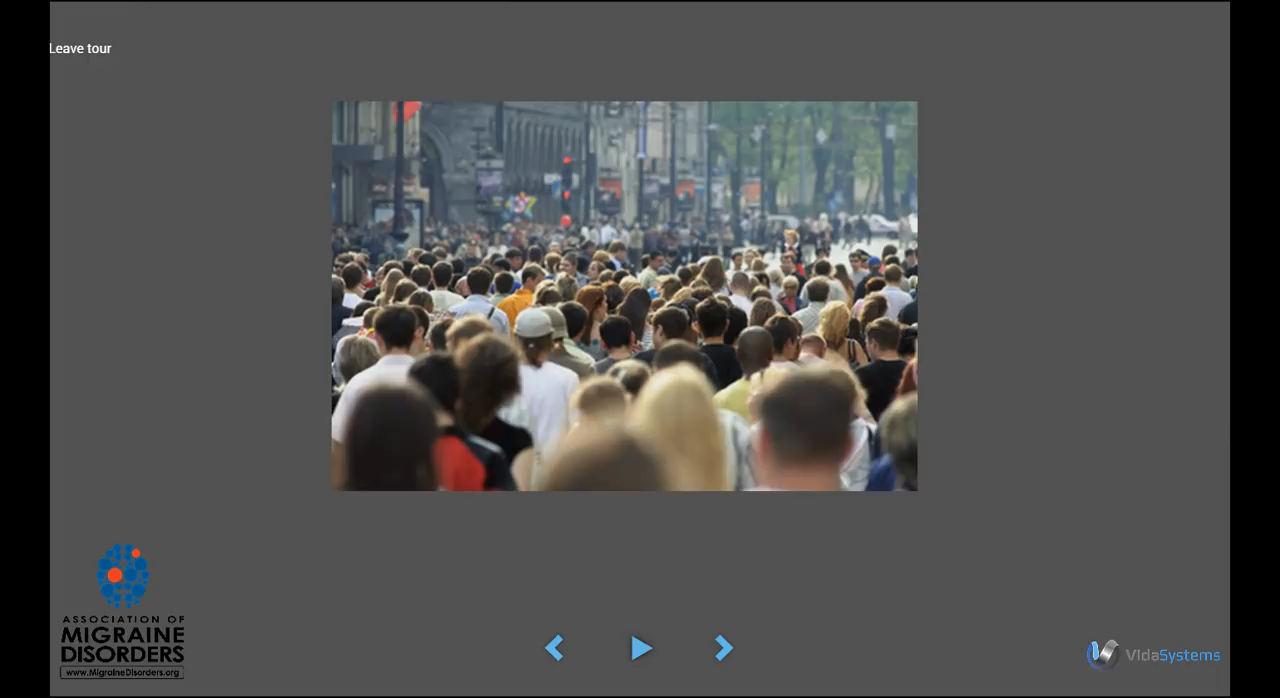 Leave tour
ASSOCIATION OF
MIGRAINE
DISORDERS
www.MigraineDisorders.org
VidaSystems